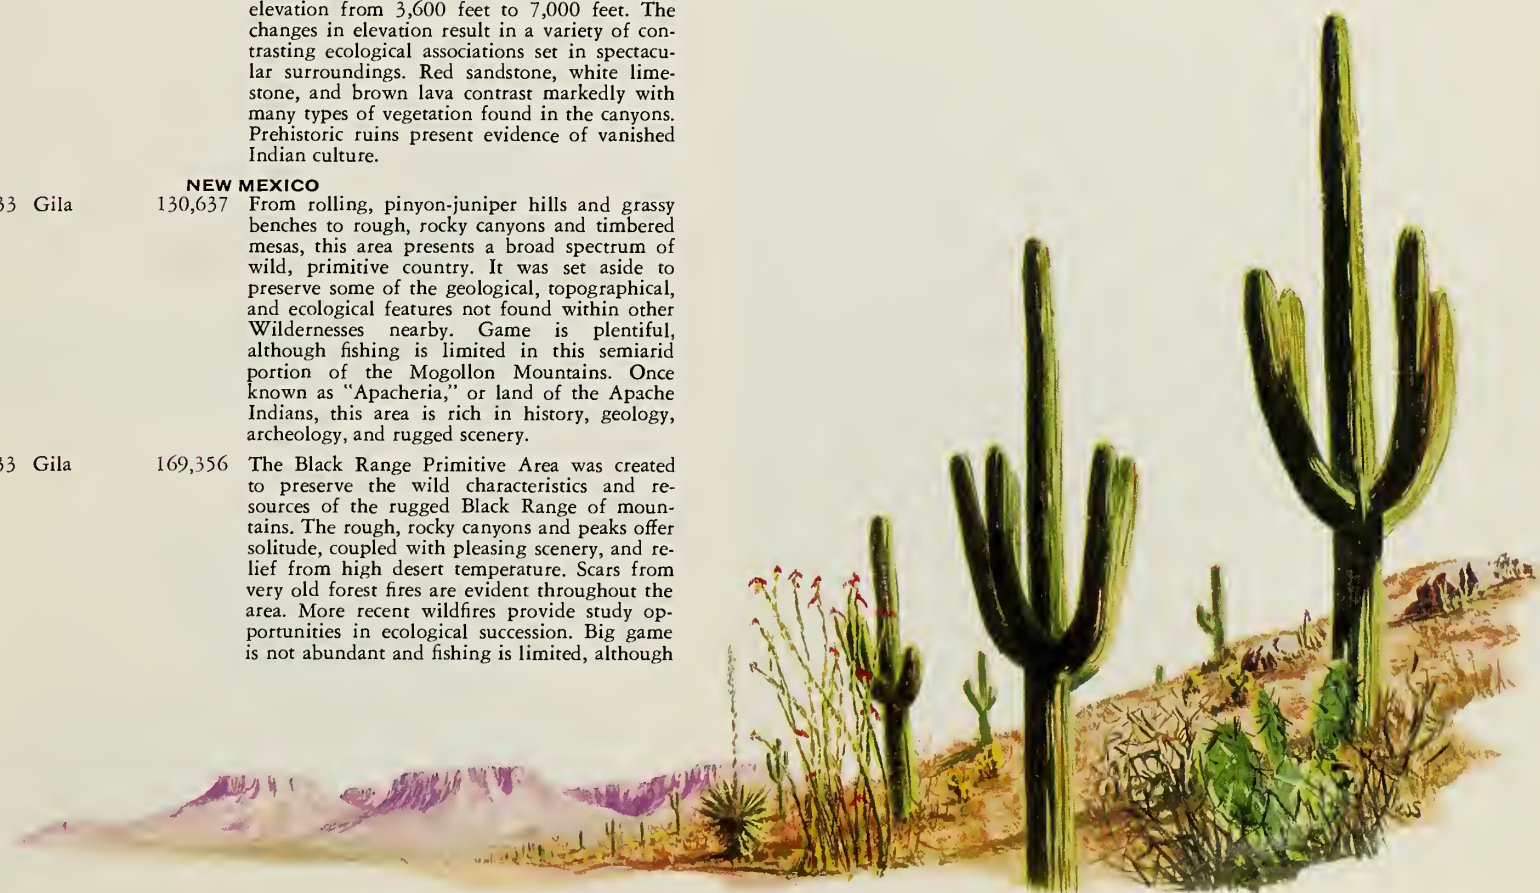 elevation from 3,600 feet to 7,000 feet. The
changes in elevation result in a variety of con-
trasting ecological associations set in spectacu-
lar surroundings. Red sandstone, white lime-
stone, and brown lava contrast markedly with
many types of vegetation found in the canyons.
Prehistoric ruins present evidence of vanished
Indian culture.
NEW MEXICO
33 Gila 130,637 From rolling, pinyon-juniper hills and grassy
benches to rough, rocky canyons and timbered
mesas, this area presents a broad spectrum of
wild, primitive country. It was set aside to
preserve some of the geological, topographical,
and ecological features not found within other
Wildernesses nearby. Game is plentiful,
although fishing is limited in this semiarid
portion of the Mogollon Mountains. Once
known as "Apacheria," or land of the Apache
Indians, this area is rich in history, geology,
archeology, and rugged scenery.
33 Gila 169,356 The Black Range Primitive Area was created
to preserve the wild characteristics and re-
sources of the rugged Black Range of moun-
tains. The rough, rocky canyons and peaks offer
solitude, coupled with pleasing scenery, and re-
lief from high desert temperature. Scars from
very old forest fires are evident throughout the
area. More recent wildfires provide study op-
portunities in ecological succession. Big game
is not abundant and fishing is limited, although